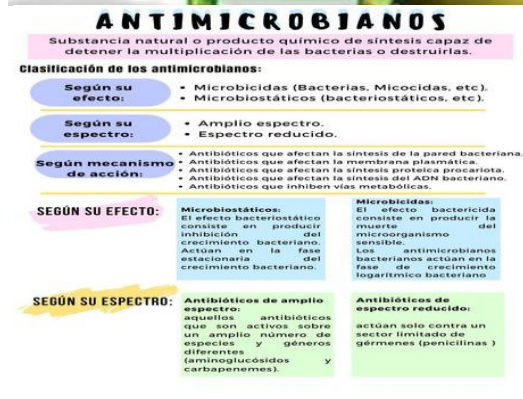 ANTIMICROBIANOS
Substancia natural o producto químico de síntesis capaz de
detener la multiplicación de las bacterias o destruirlas.
Clasificación de los antimicrobianos:
Según su
efecto:
• Microbicidas (Bacterias, Micocidas, etc).
• Microbiostáticos (bacteriostáticos, etc).
Según su
espectro:
• Amplio espectro.
• Espectro reducido.
Según mecanismo
de acción:
• Antibióticos que afectan la síntesis de la pared bacteriana.
• Antibióticos que afectan la membrana plasmática.
• Antibióticos que afectan la síntesis proteica procariota.
• Antibióticos que afectan la síntesis del ADN bacteriano.
• Antibióticos que inhiben vías metabólicas.
SEGÚN SU EFECTO:
Microbiostáticos:
El efecto bacteriostático
consiste en producir
inhibición del
crecimiento bacteriano.
Actúan en la fase
estacionaria del
crecimiento bacteriano.
Microbicidas:
El efecto bactericida
consiste en producir la
muerte del
microorganismo
sensible.
Los antimicrobianos
bacterianos actúan en la
fase de crecimiento
logarítmico bacteriano
SEGÚN SU ESPECTRO:
Antibióticos de amplio
espectro:
aquellos antibióticos
que son activos sobre
un amplio número de
especies y géneros
diferentes
(aminoglucósidos y
carbapenemes).
Antibióticos de
espectro reducido:
actúan solo contra un
sector limitado de
gérmenes (penicilinas )